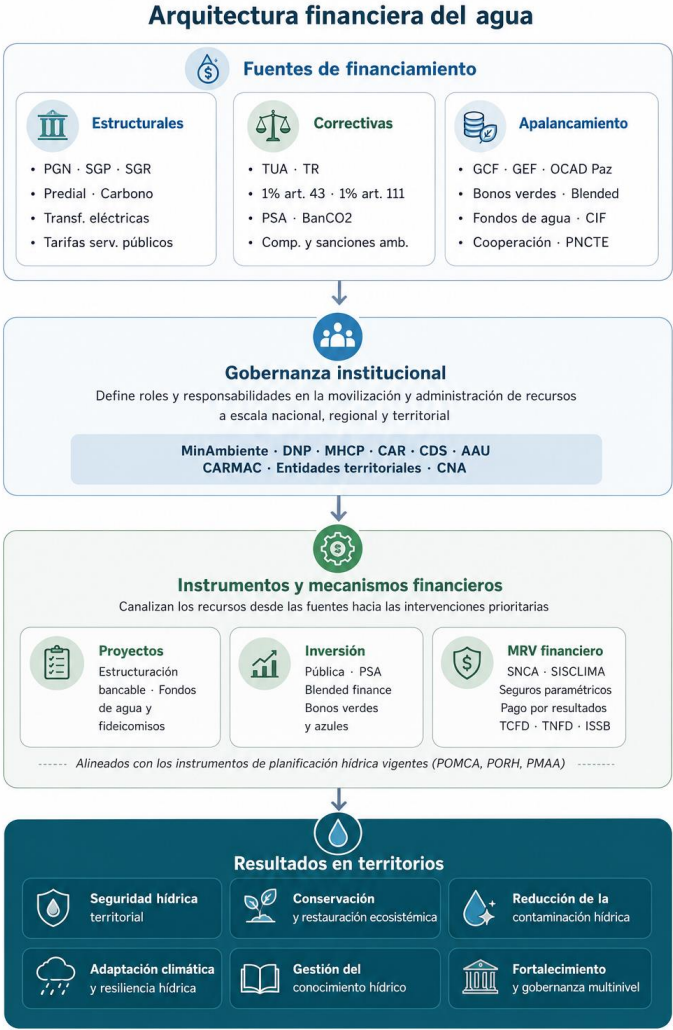 Arquitectura financiera del agua
Fuentes de financiamiento
Estructurales
• PGN · SGP · SGR
• Predial · Carbono
• Transf. eléctricas
• Tarifas serv. públicos
Correctivas
• TUA · TR
• 1% art. 43 · 1% art. 111
• PSA · BanCO2
• Comp. y sanciones amb.
Apalancamiento
• GCF · GEF · OCAD Paz
• Bonos verdes · Blended
• Fondos de agua · CIF
• Cooperación · PNCTE
Gobernanza institucional
Define roles y responsabilidades en la movilización y administración de recursos
a escala nacional, regional y territorial
MinAmbiente · DNP · MHCP · CAR · CDS · AAU
CARMAC · Entidades territoriales · CNA
Instrumentos y mecanismos financieros
Canalizan los recursos desde las fuentes hacia las intervenciones prioritarias
Proyectos
Estructuración
bancable · Fondos
de agua y
fideicomisos
Inversión
Pública · PSA
Blended finance
Bonos verdes
y azules
MRV financiero
SNCA · SISCLIMA
Seguros paramétricos
Pago por resultados
TCFD · TNFD · ISSB
Alineados con los instrumentos de planificación hídrica vigentes (POMCA, PORH, PMAA)
Resultados en territorios
Seguridad hídrica
territorial
Conservación
y restauración ecosistémica
Reducción de la
contaminación hídrica
Adaptación climática
y resiliencia hídrica
Gestión del
conocimiento hídrico
Fortalecimiento
y gobernanza multinivel